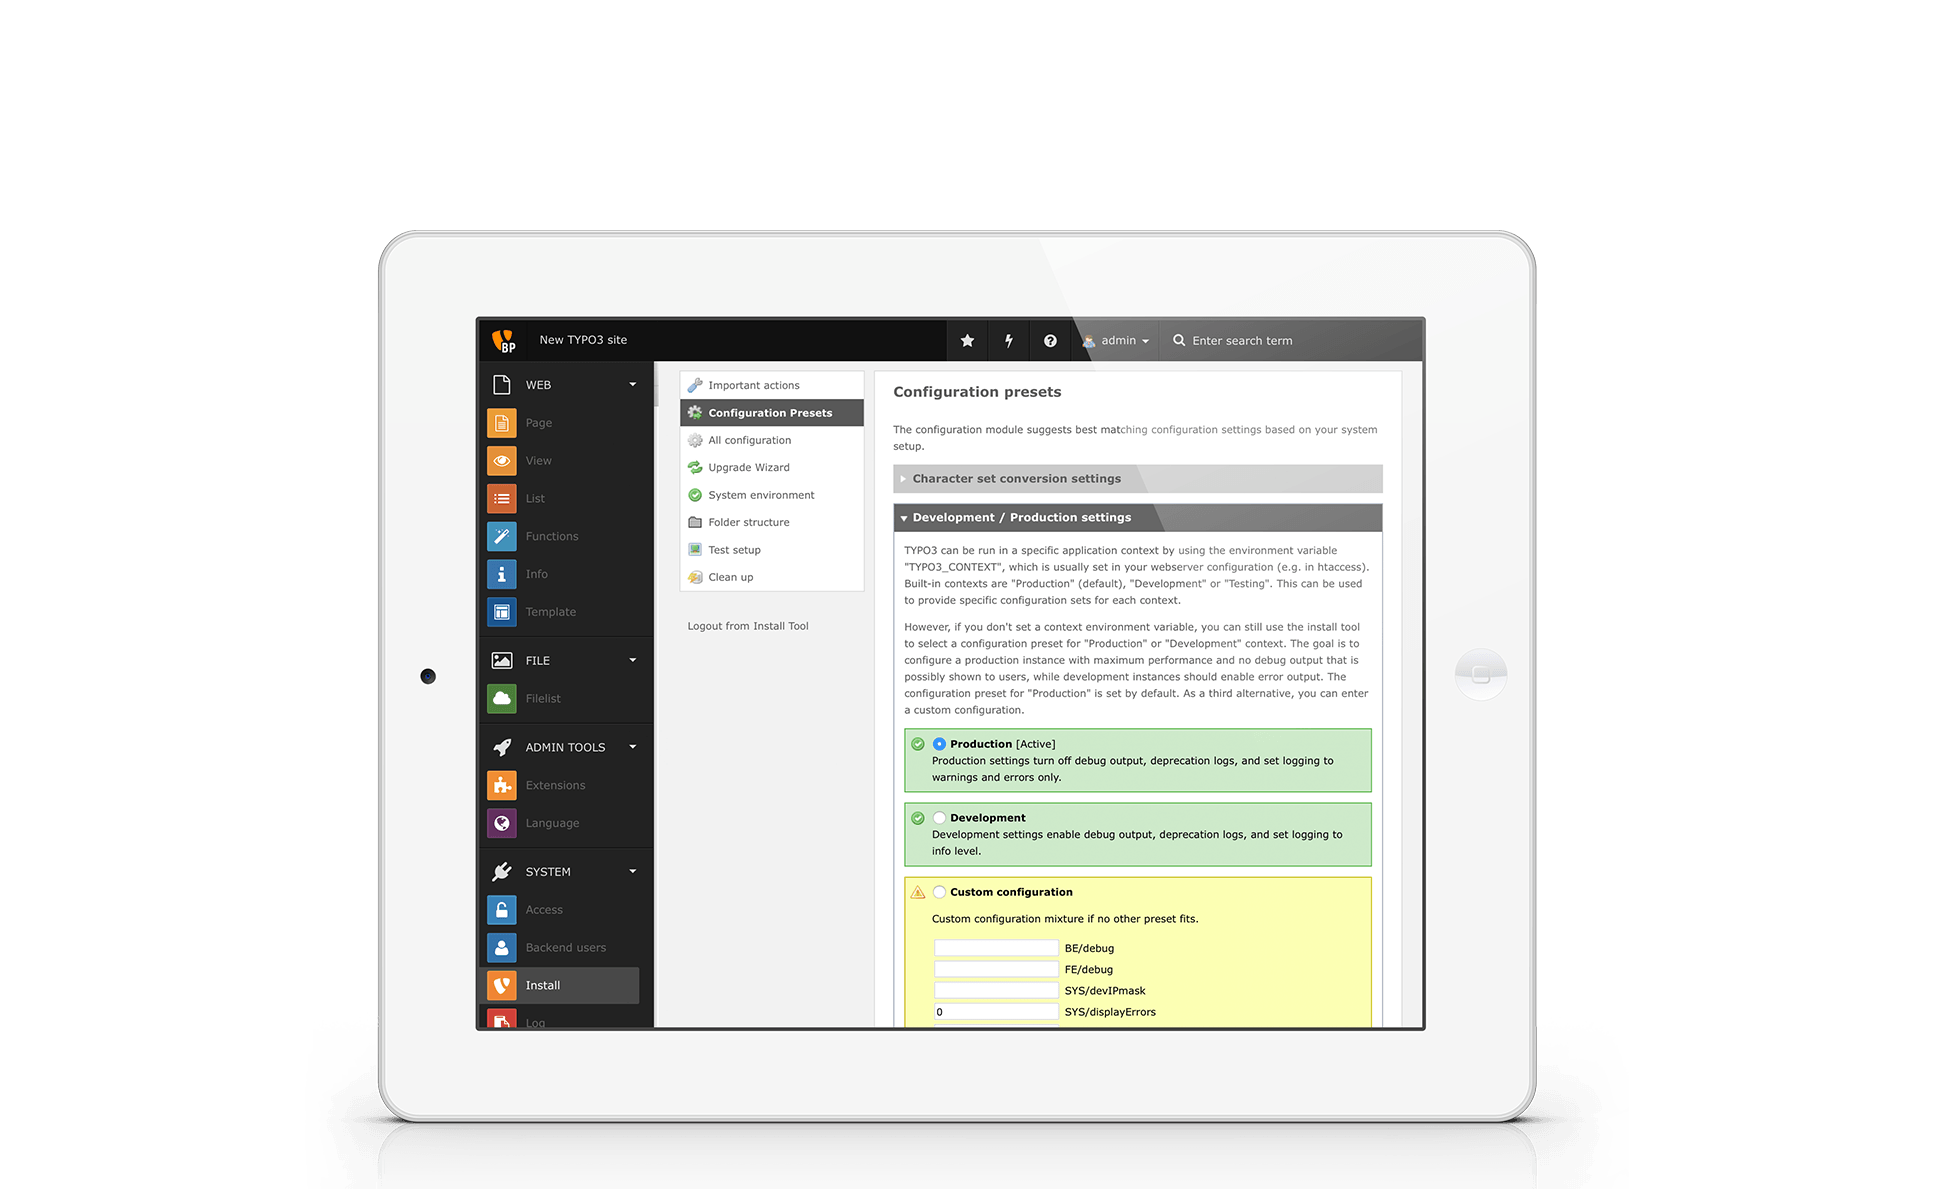 BP
New TYPO3 site
admin
Enter search term
WEB
Page
View
List
Functions
Info
Template
FILE
Filelist
ADMIN TOOLS
Extensions
Language
SYSTEM
Access
Backend users
Install
Log
Important actions
Configuration Presets
All configuration
Upgrade Wizard
System environment
Folder structure
Test setup
Clean up
Logout from Install Tool
Configuration presets
The configuration module suggests best matching configuration settings based on your system
setup.
Character set conversion settings
Development / Production settings
TYPO3 can be run in a specific application context by using the environment variable
"TYPO3_CONTEXT", which is usually set in your webserver configuration (e.g. in htaccess).
Built-in contexts are "Production" (default), "Development" or "Testing". This can be used
to provide specific configuration sets for each context.
However, if you don't set a context environment variable, you can still use the install tool
to select a configuration preset for "Production" or "Development" context. The goal is to
configure a production instance with maximum performance and no debug output that is
possibly shown to users, while development instances should enable error output. The
configuration preset for "Production" is set by default. As a third alternative, you can enter
a custom configuration.
Production [Active]
Production settings turn off debug output, deprecation logs, and set logging to
warnings and errors only.
Development
Development settings enable debug output, deprecation logs, and set logging to
info level.
Custom configuration
Custom configuration mixture if no other preset fits.
BE/debug
FE/debug
SYS/devIPmask
0 SYS/displayErrors